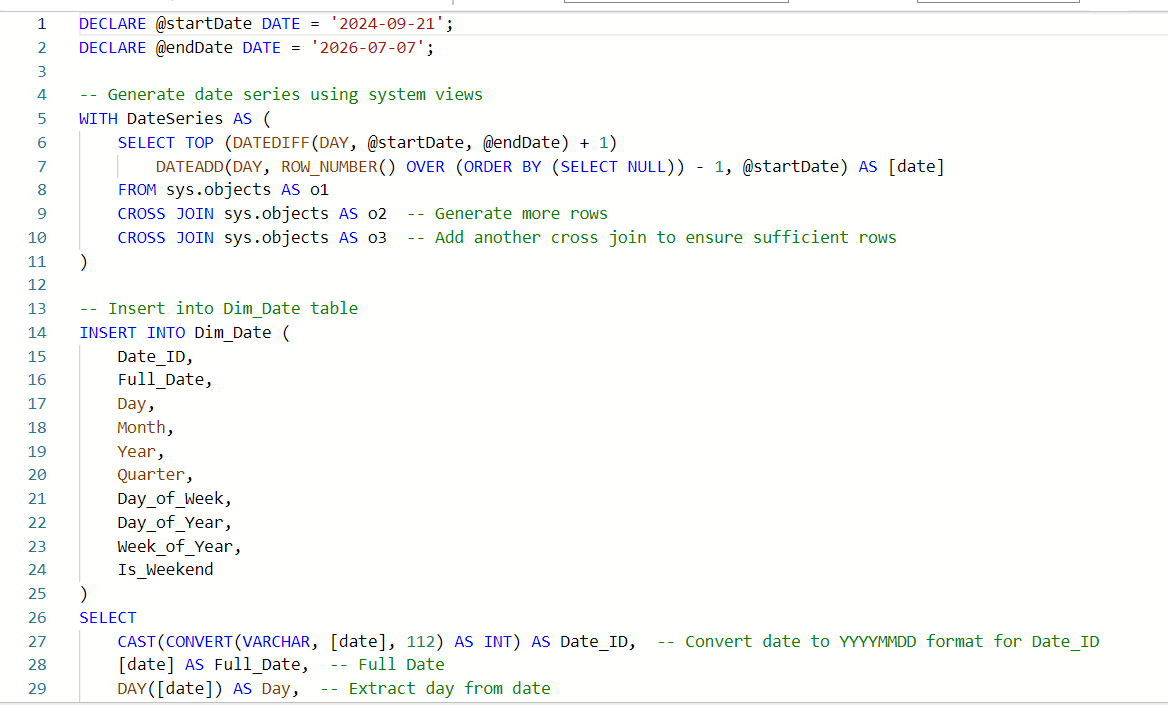 1 DECLARE @startDate DATE = '2024-09-21';
2 DECLARE @endDate DATE = '2026-07-07';
3
4 -- Generate date series using system views
5 WITH DateSeries AS (
6     SELECT TOP (DATEDIFF(DAY, @startDate, @endDate) + 1)
7         DATEADD(DAY, ROW_NUMBER() OVER (ORDER BY (SELECT NULL)) - 1, @startDate) AS [date]
8     FROM sys.objects AS o1
9     CROSS JOIN sys.objects AS o2  -- Generate more rows
10     CROSS JOIN sys.objects AS o3  -- Add another cross join to ensure sufficient rows
11 )
12
13 -- Insert into Dim_Date table
14 INSERT INTO Dim_Date (
15     Date_ID,
16     Full_Date,
17     Day,
18     Month,
19     Year,
20     Quarter,
21     Day_of_Week,
22     Day_of_Year,
23     Week_of_Year,
24     Is_Weekend
25 )
26 SELECT
27     CAST(CONVERT(VARCHAR, [date], 112) AS INT) AS Date_ID,  -- Convert date to YYYYMMDD format for Date_ID
28     [date] AS Full_Date,  -- Full Date
29     DAY([date]) AS Day,  -- Extract day from date